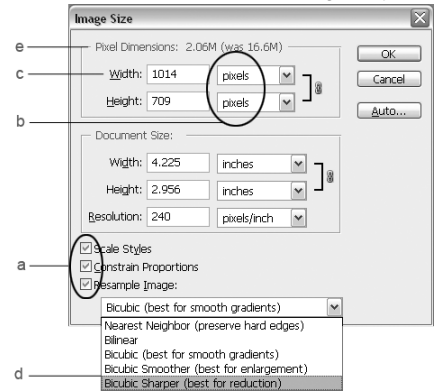 Image Size
e
Pixel Dimensions: 2.06M (was 16.6M)
OK
c
Width: 1014 pixels
Cancel
Height: 709 pixels
Auto...
b
Document Size:
Width: 4.225 inches
Height: 2.956 inches
Resolution: 240 pixels/inch
Scale Styles
a
Constrain Proportions
Resample Image:
Bicubic (best for smooth gradients)
Nearest Neighbor (preserve hard edges)
Bilinear
Bicubic (best for smooth gradients)
Bicubic Smoother (best for enlargement)
d
Bicubic Sharper (best for reduction)